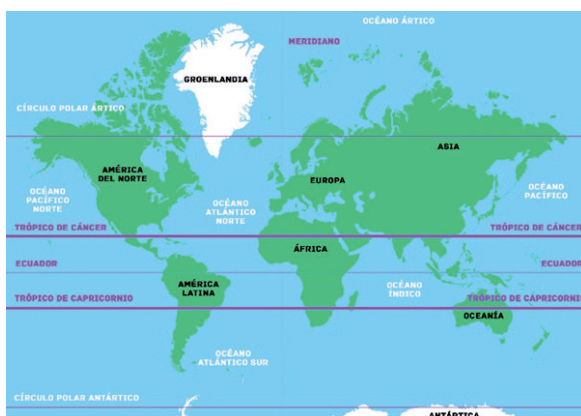 OCÉANO ÁRTICO
MERIDIANO
GROENLANDIA
CÍRCULO POLAR ÁRTICO
ASIA
AMÉRICA
DEL NORTE
EUROPA
OCÉANO
PACÍFICO
NORTE
OCÉANO
ATLÁNTICO
NORTE
OCÉANO
PACÍFICO
TRÓPICO DE CÁNCER
TRÓPICO DE CÁNCER
ÁFRICA
ECUADOR
ECUADOR
AMÉRICA
LATINA
OCÉANO
ÍNDICO
TRÓPICO DE CAPRICORNIO
TRÓPICO DE CAPRICORNIO
OCEANÍA
OCÉANO
ATLÁNTICO SUR
CÍRCULO POLAR ANTÁRTICO
ANTÁRTICA